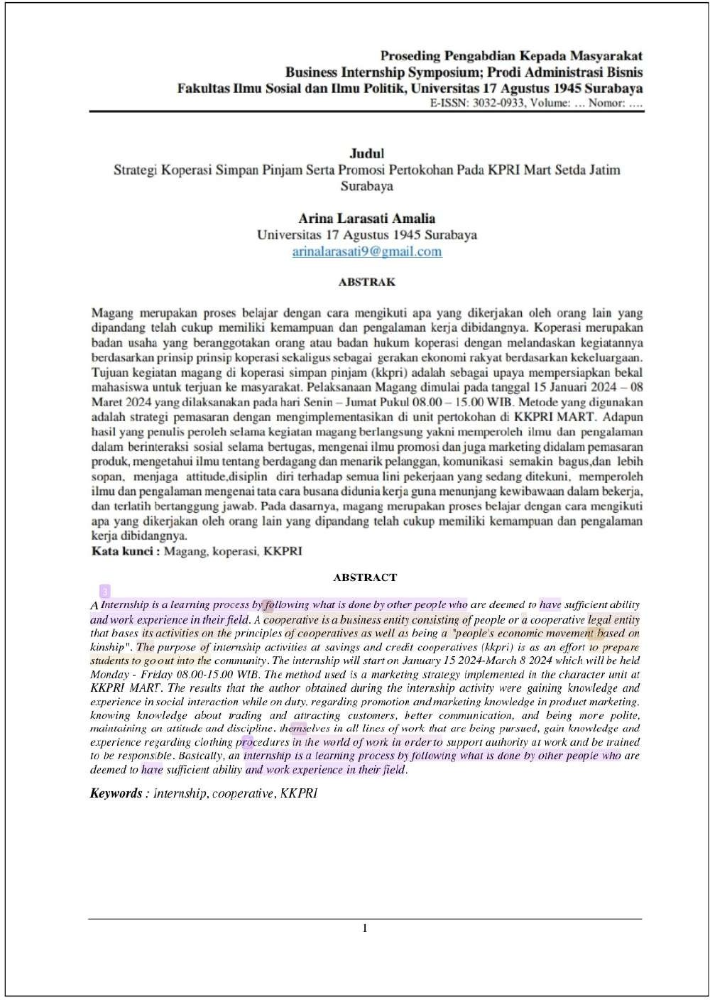 Proseding Pengabdian Kepada Masyarakat
Business Internship Symposium; Prodi Administrasi Bisnis
Fakultas Ilmu Sosial dan Ilmu Politik, Universitas 17 Agustus 1945 Surabaya
E-ISSN: 3032-0933, Volume: … Nomor: ….
Judul
Strategi Koperasi Simpan Pinjam Serta Promosi Pertokohan Pada KPRI Mart Setda Jatim
Surabaya
Arina Larasati Amalia
Universitas 17 Agustus 1945 Surabaya
arinalarasati9@gmail.com
ABSTRAK
Magang merupakan proses belajar dengan cara mengikuti apa yang dikerjakan oleh orang lain yang
dipandang telah cukup memiliki kemampuan dan pengalaman kerja dibidangnya. Koperasi merupakan
badan usaha yang beranggotakan orang atau badan hukum koperasi dengan melandaskan kegiatannya
berdasarkan prinsip prinsip koperasi sekaligus sebagai gerakan ekonomi rakyat berdasarkan kekeluargaan.
Tujuan kegiatan magang di koperasi simpan pinjam (kkpri) adalah sebagai upaya mempersiapkan bekal
mahasiswa untuk terjuan ke masyarakat. Pelaksanaan Magang dimulai pada tanggal 15 Januari 2024 – 08
Maret 2024 yang dilaksanakan pada hari Senin – Jumat Pukul 08.00 – 15.00 WIB. Metode yang digunakan
adalah strategi pemasaran dengan mengimplementasikan di unit pertokohan di KKPRI MART. Adapun
hasil yang penulis peroleh selama kegiatan magang berlangsung yakni memperoleh ilmu dan pengalaman
dalam berinteraksi sosial selama bertugas, mengenai ilmu promosi dan juga marketing didalam pemasaran
produk, mengetahui ilmu tentang berdagang dan menarik pelanggan, komunikasi semakin bagus,dan lebih
sopan, menjaga attitude,disiplin diri terhadap semua lini pekerjaan yang sedang ditekuni, memperoleh
ilmu dan pengalaman mengenai tata cara busana didunia kerja guna menunjang kewibawaan dalam bekerja,
dan terlatih bertanggung jawab. Pada dasarnya, magang merupakan proses belajar dengan cara mengikuti
apa yang dikerjakan oleh orang lain yang dipandang telah cukup memiliki kemampuan dan pengalaman
kerja dibidangnya.
Kata kunci : Magang, koperasi, KKPRI
ABSTRACT
3
A Internship is a learning process by following what is done by other people who are deemed to have sufficient ability
and work experience in their field. A cooperative is a business entity consisting of people or a cooperative legal entity
that bases its activities on the principles of cooperatives as well as being a "people's economic movement based on
kinship". The purpose of internship activities at savings and credit cooperatives (kkpri) is as an effort to prepare
students to go out into the community. The internship will start on January 15 2024-March 8 2024 which will be held
Monday - Friday 08.00-15.00 WIB. The method used is a marketing strategy implemented in the character unit at
KKPRI MART. The results that the author obtained during the internship activity were gaining knowledge and
experience in social interaction while on duty, regarding promotion and marketing knowledge in product marketing,
knowing knowledge about trading and attracting customers, better communication, and being more polite,
maintaining an attitude and discipline. themselves in all lines of work that are being pursued, gain knowledge and
experience regarding clothing procedures in the world of work in order to support authority at work and be trained
to be responsible. Basically, an internship is a learning process by following what is done by other people who are
deemed to have sufficient ability and work experience in their field.
Keywords : Internship, cooperative, KKPRI
1